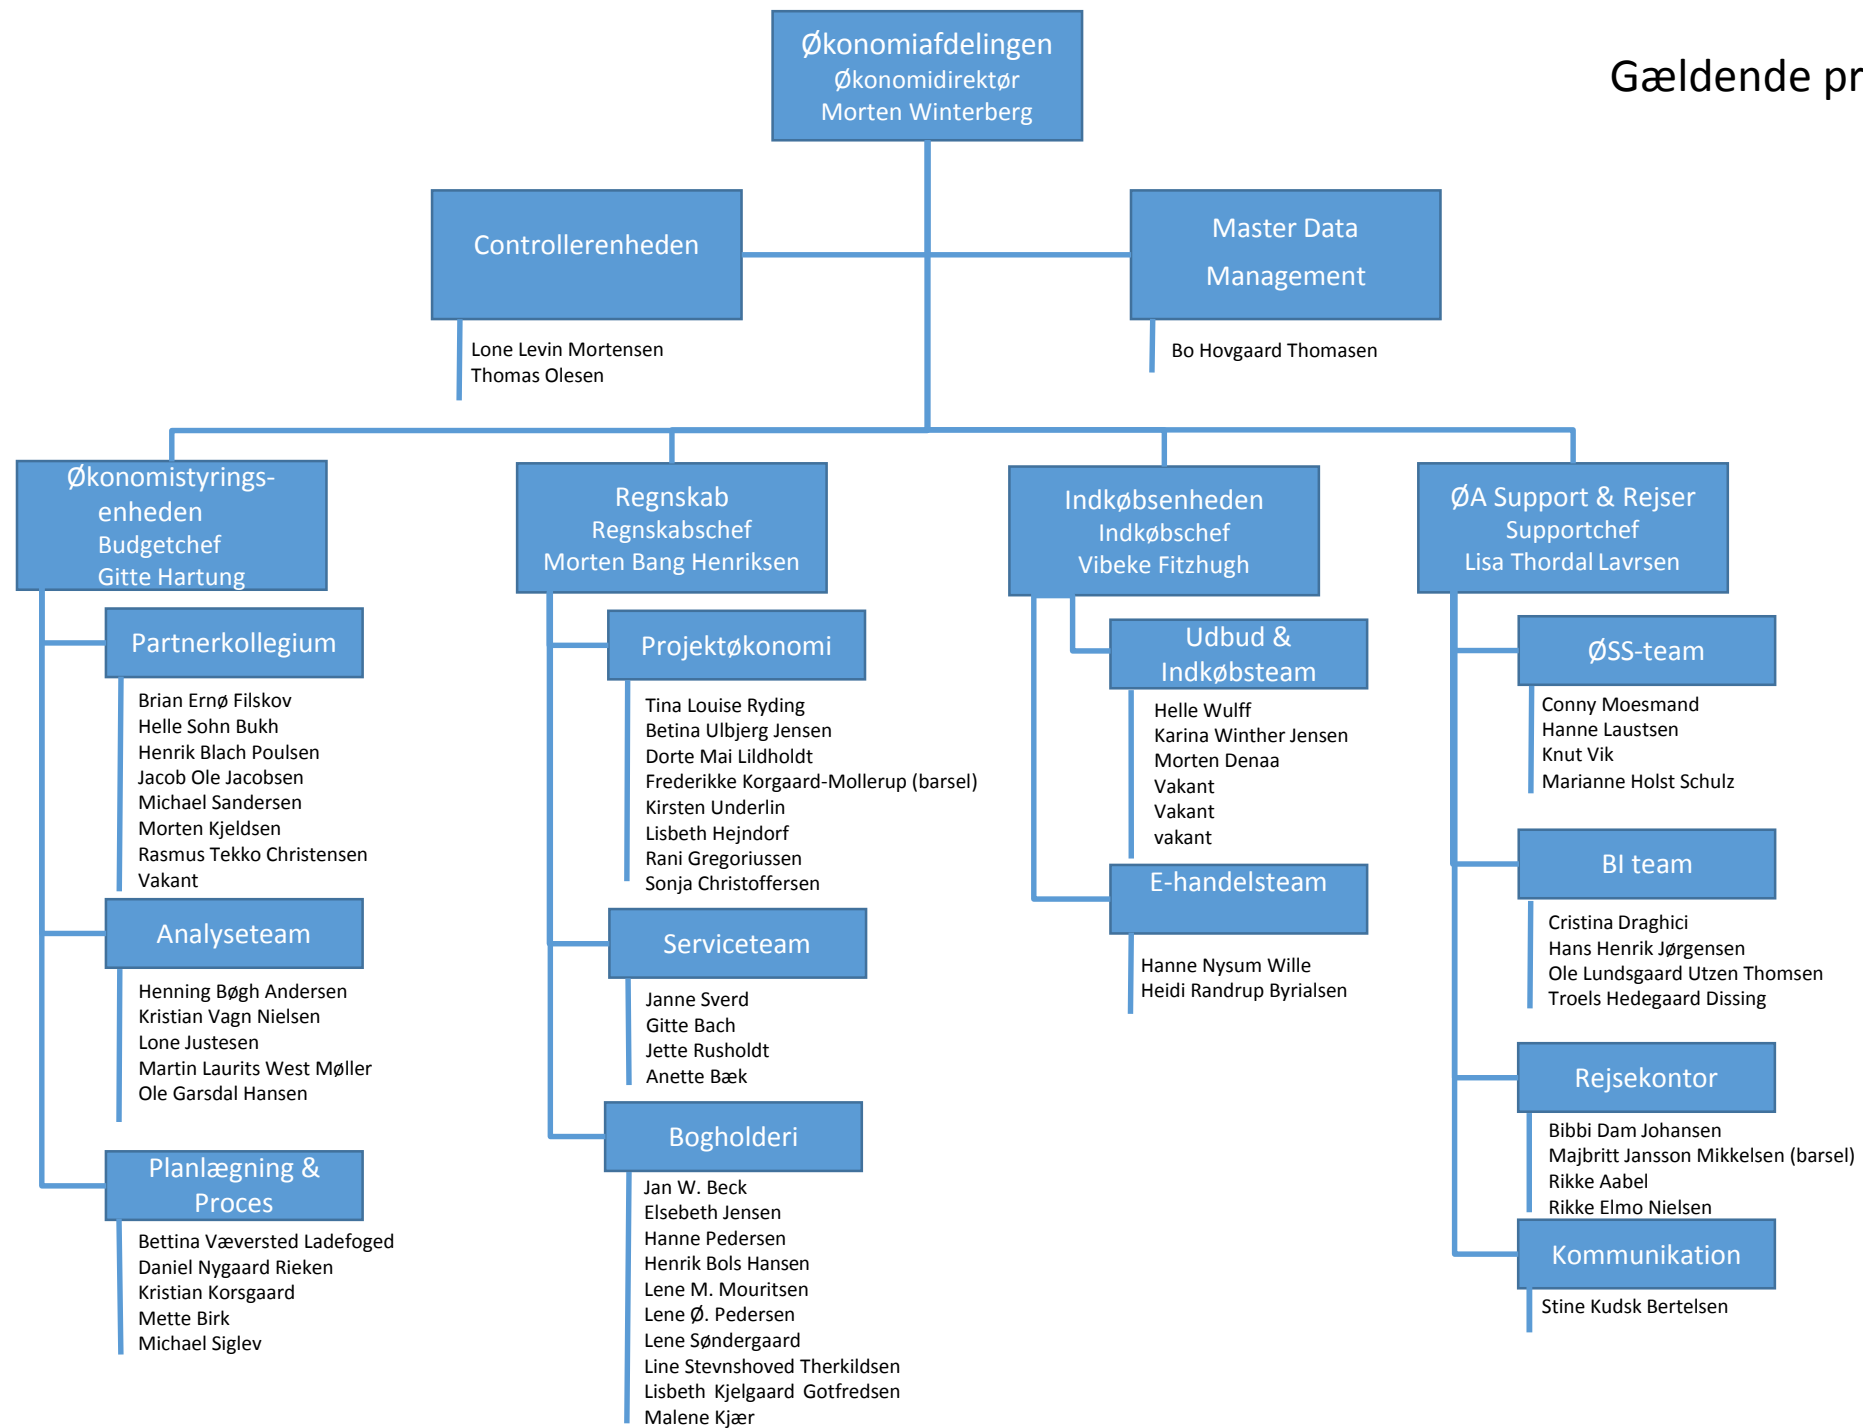 Økonomiafdelingen
Økonomidirektør
Morten Winterberg
Gældende pr
Controllerenheden
Lone Levin Mortensen
Thomas Olesen
Master Data
Management
Bo Hovgaard Thomasen
Økonomistyrings-
enheden
Budgetchef
Gitte Hartung
Partnerkollegium
Brian Ernø Filskov
Helle Sohn Bukh
Henrik Blach Poulsen
Jacob Ole Jacobsen
Michael Sandersen
Morten Kjeldsen
Rasmus Tekko Christensen
Vakant
Analyseteam
Henning Bøgh Andersen
Kristian Vagn Nielsen
Lone Justesen
Martin Laurits West Møller
Ole Garsdal Hansen
Planlægning &
Proces
Bettina Væversted Ladefoged
Daniel Nygaard Rieken
Kristian Korsgaard
Mette Birk
Michael Siglev
Regnskab
Regnskabschef
Morten Bang Henriksen
Projektøkonomi
Tina Louise Ryding
Betina Ulbjerg Jensen
Dorte Mai Lildholdt
Frederikke Korgaard-Mollerup (barsel)
Kirsten Underlin
Lisbeth Hejndorf
Rani Gregoriussen
Sonja Christoffersen
Serviceteam
Janne Sverd
Gitte Bach
Jette Rusholdt
Anette Bæk
Bogholderi
Jan W. Beck
Elsebeth Jensen
Hanne Pedersen
Henrik Bols Hansen
Lene M. Mouritsen
Lene Ø. Pedersen
Lene Søndergaard
Line Stevnshoved Therkildsen
Lisbeth Kjelgaard Gotfredsen
Malene Kjær
Indkøbsenheden
Indkøbschef
Vibeke Fitzhugh
Udbud &
Indkøbsteam
Helle Wulff
Karina Winther Jensen
Morten Denaa
Vakant
Vakant
vakant
E-handelsteam
Hanne Nysum Wille
Heidi Randrup Byrialsen
ØA Support & Rejser
Supportchef
Lisa Thordal Lavrsen
ØSS-team
Conny Moesmand
Hanne Laustsen
Knut Vik
Marianne Holst Schulz
BI team
Cristina Draghici
Hans Henrik Jørgensen
Ole Lundsgaard Utzen Thomsen
Troels Hedegaard Dissing
Rejsekontor
Bibbi Dam Johansen
Majbritt Jansson Mikkelsen (barsel)
Rikke Aabel
Rikke Elmo Nielsen
Kommunikation
Stine Kudsk Bertelsen